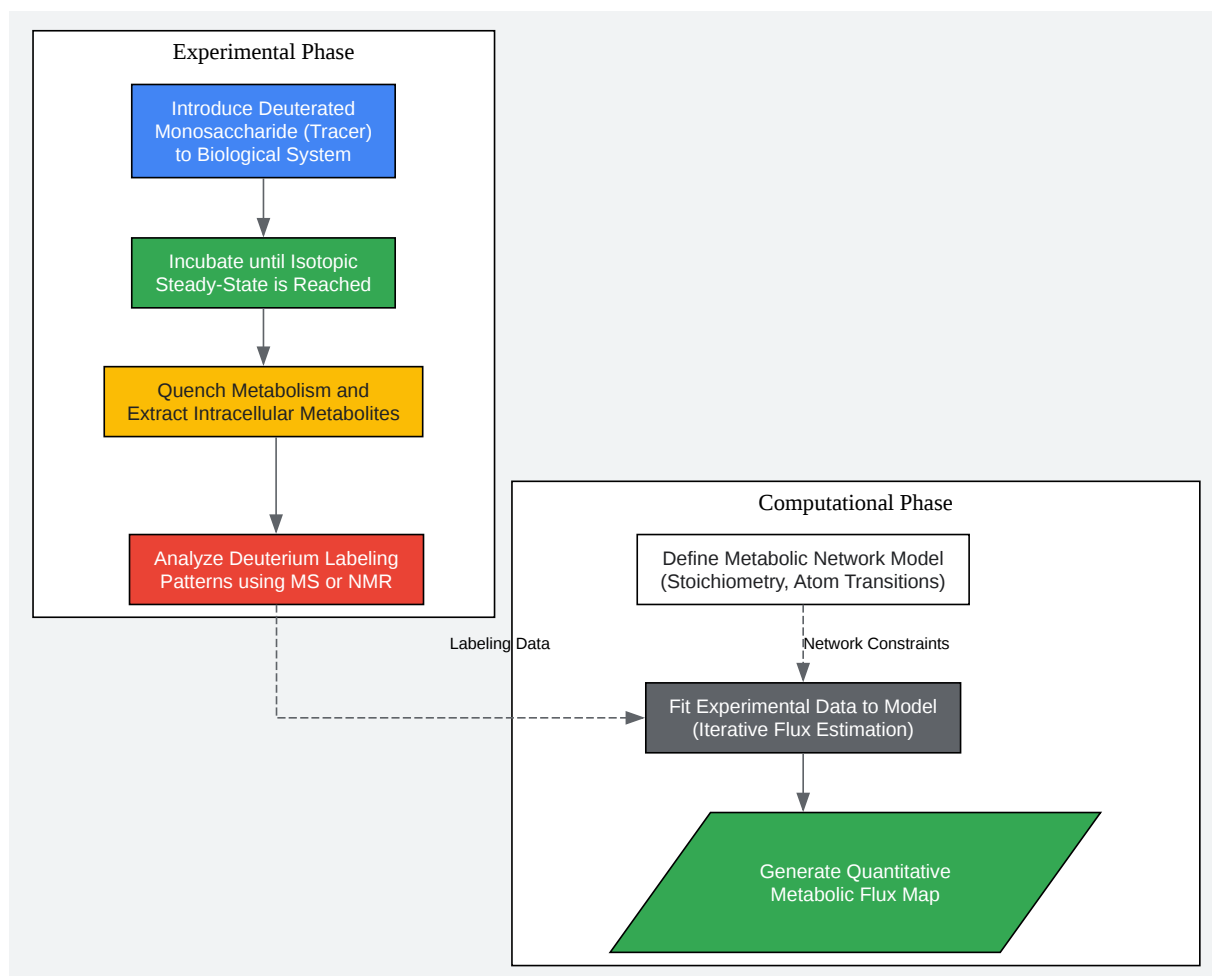 Experimental Phase
Introduce Deuterated
Monosaccharide (Tracer)
to Biological System
Incubate until Isotopic
Steady-State is Reached
Quench Metabolism and
Extract Intracellular Metabolites
Analyze Deuterium Labeling
Patterns using MS or NMR
Labeling Data
Computational Phase
Define Metabolic Network Model
(Stoichiometry, Atom Transitions)
Network Constraints
Fit Experimental Data to Model
(Iterative Flux Estimation)
Generate Quantitative
Metabolic Flux Map